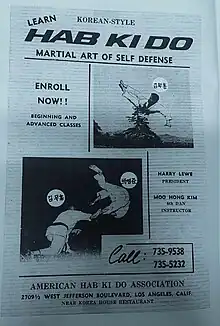 LEARN
KOREAN-STYLE
HAB KI DO
MARTIAL ART OF SELF DEFENSE
ENROLL
NOW!!
BEGINNING AND
ADVANCED CLASSES
HARRY LEWE
PRESIDENT
MOO HONG KIM
INSTRUCTOR
Call:
735-9538
735-5232
AMERICAN HAB KI DO ASSOCIATION
2709½ WEST JEFFERSON BOULEVARD, LOS ANGELES, CALIF.
NEAR KOREA HOUSE RESTAURANT